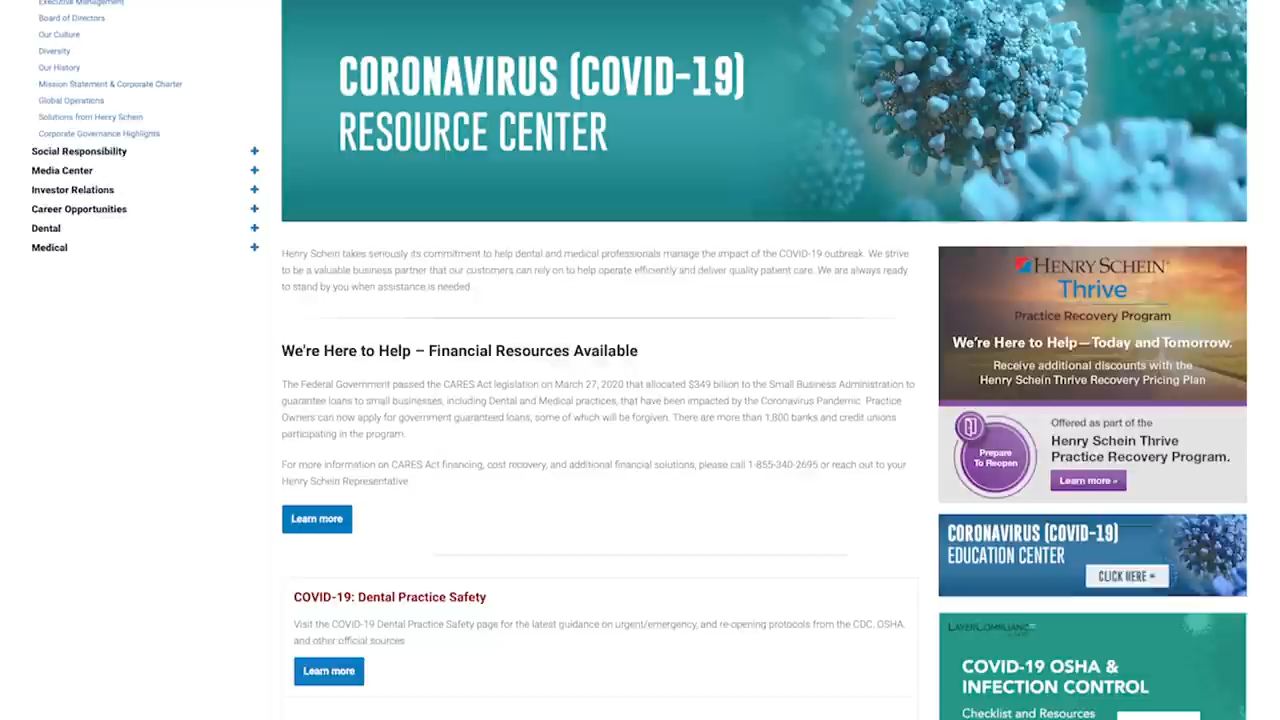 Executive Management
Board of Directors
Our Culture
Diversity
Our History
Mission Statement & Corporate Charter
Global Operations
Solutions from Henry Schein
Corporate Governance Highlights
Social Responsibility
Media Center
Investor Relations
Career Opportunities
Dental
Medical
CORONAVIRUS (COVID-19)
RESOURCE CENTER
Henry Schein takes seriously its commitment to help dental and medical professionals manage the impact of the COVID-19 outbreak. We strive
to be a valuable business partner that our customers can rely on to help operate efficiently and deliver quality patient care. We are always ready
to stand by you when assistance is needed
We're Here to Help – Financial Resources Available
The Federal Government passed the CARES Act legislation on March 27, 2020 that allocated $349 billion to the Small Business Administration to
guarantee loans to small businesses, including Dental and Medical practices, that have been impacted by the Coronavirus Pandemic. Practice
Owners can now apply for government guaranteed loans, some of which will be forgiven. There are more than 1,800 banks and credit unions
participating in the program.
For more information on CARES Act financing, cost recovery, and additional financial solutions, please call 1-855-340-2695 or reach out to your
Henry Schein Representative
Learn more
COVID-19: Dental Practice Safety
Visit the COVID-19 Dental Practice Safety page for the latest guidance on urgent/emergency, and re-opening protocols from the CDC, OSHA,
and other official sources
Learn more
HENRY SCHEIN®
Thrive
Practice Recovery Program
We're Here to Help—Today and Tomorrow.
Receive additional discounts with the
Henry Schein Thrive Recovery Pricing Plan
Prepare
To Reopen
Offered as part of the
Henry Schein Thrive
Practice Recovery Program.
Learn more »
CORONAVIRUS (COVID-19)
EDUCATION CENTER
CLICK HERE »
COVID-19 OSHA &
INFECTION CONTROL
Checklist and Resources